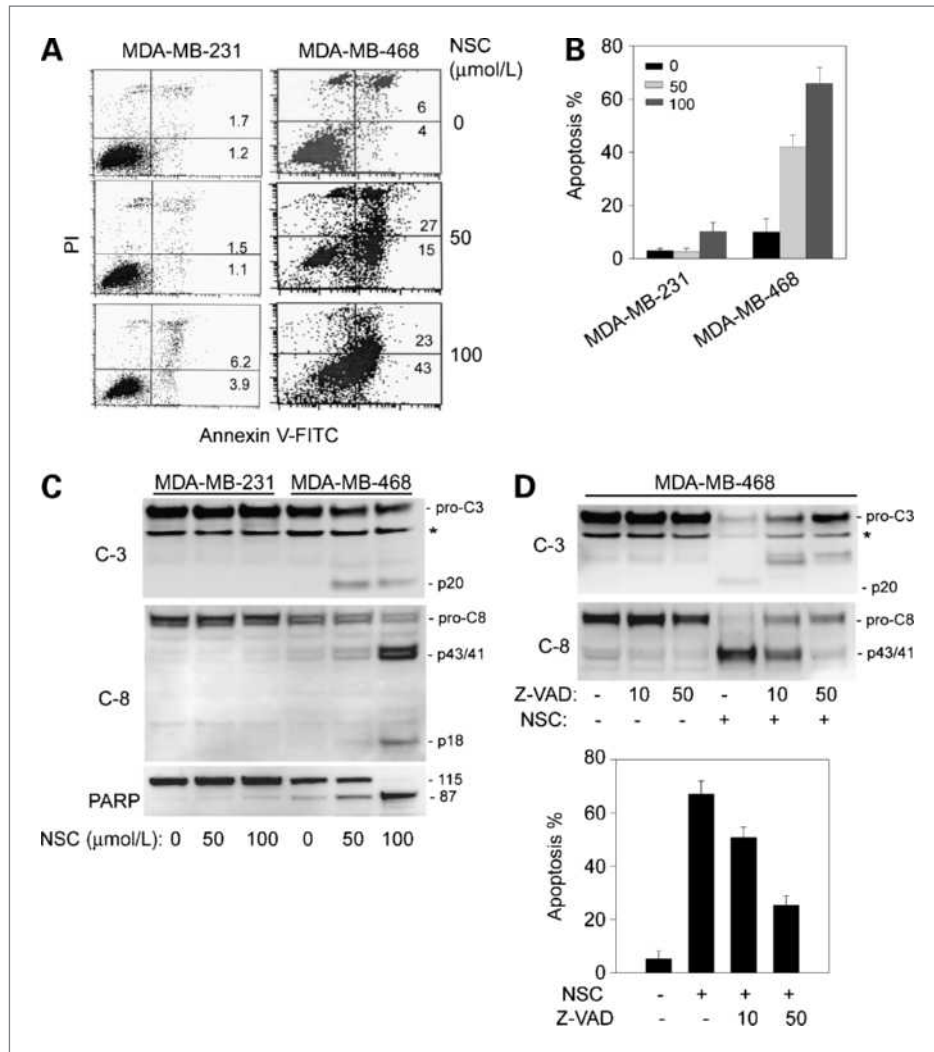 A
MDA-MB-231
MDA-MB-468
NSC
(µmol/L)
1.7
1.2
6
4
0
1.5
1.1
27
15
50
6.2
3.9
23
43
100
PI
Annexin V-FITC
B
0
50
100
80
60
40
20
0
Apoptosis %
MDA-MB-231
MDA-MB-468
C
MDA-MB-231 MDA-MB-468
C-3
- pro-C3
*
- p20
C-8
- pro-C8
- p43/41
- p18
PARP
- 115
- 87
NSC (µmol/L): 0 50 100 0 50 100
D
MDA-MB-468
C-3
- pro-C3
*
- p20
C-8
- pro-C8
- p43/41
Z-VAD: - 10 50 - 10 50
NSC: - - - + + +
80
60
40
20
0
Apoptosis %
NSC - + + +
Z-VAD - - 10 50